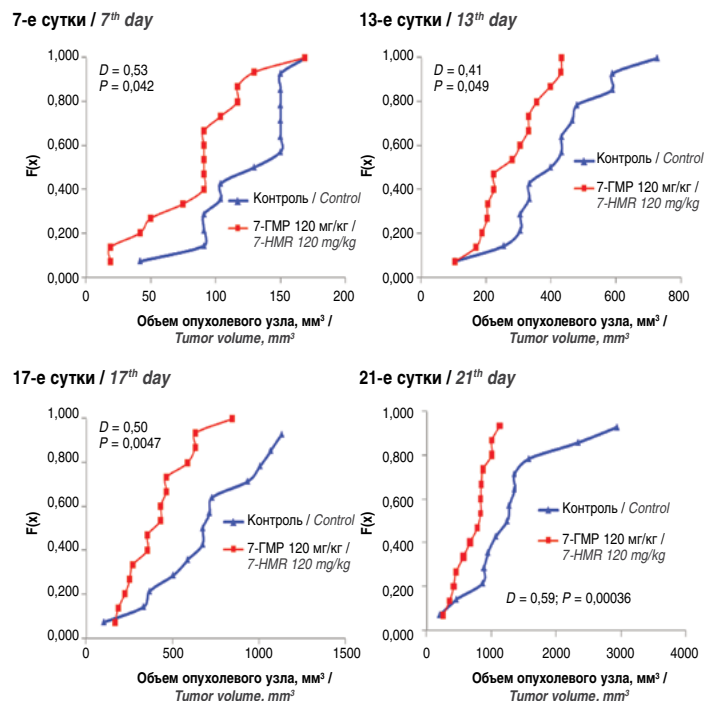 7-е сутки / 7th day
F(x)
1,000
0,800
0,600
0,400
0,200
0,000
D = 0,53
P = 0,042
Контроль / Control
7-ГМР 120 мг/кг /
7-HMR 120 mg/kg
0 50 100 150 200
Объем опухолевого узла, мм³ /
Tumor volume, mm³
13-е сутки / 13th day
F(x)
1,000
0,800
0,600
0,400
0,200
0,000
D = 0,41
P = 0,049
Контроль / Control
7-ГМР 120 мг/кг /
7-HMR 120 mg/kg
0 200 400 600 800
Объем опухолевого узла, мм³ /
Tumor volume, mm³
17-е сутки / 17th day
F(x)
1,000
0,800
0,600
0,400
0,200
0,000
D = 0,50
P = 0,0047
Контроль / Control
7-ГМР 120 мг/кг /
7-HMR 120 mg/kg
0 500 1000 1500
Объем опухолевого узла, мм³ /
Tumor volume, mm³
21-е сутки / 21th day
F(x)
1,000
0,800
0,600
0,400
0,200
0,000
Контроль / Control
7-ГМР 120 мг/кг /
7-HMR 120 mg/kg
D = 0,59; P = 0,00036
0 1000 2000 3000 4000
Объем опухолевого узла, мм³ /
Tumor volume, mm³